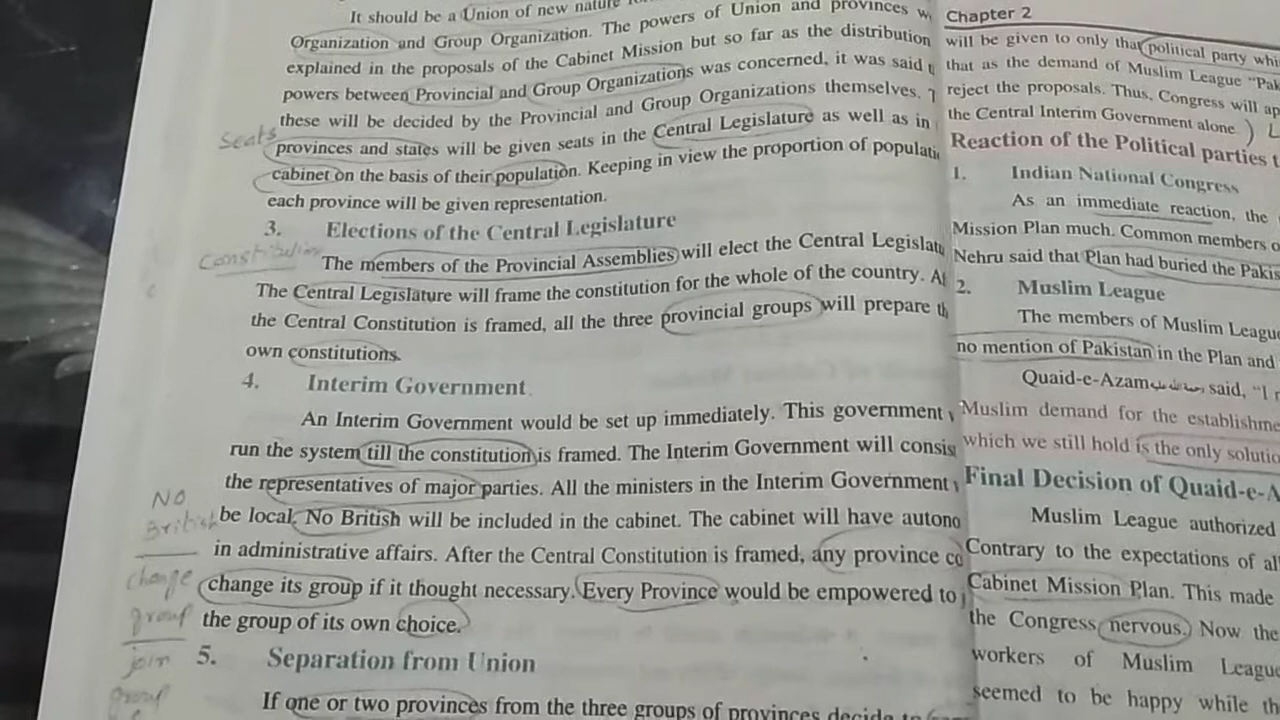 It should be a Union of new nature
Organization and Group Organization. The powers of Union and provinces
explained in the proposals of the Cabinet Mission but so far as the distribution
powers between Provincial and Group Organizations was concerned, it was said
these will be decided by the Provincial and Group Organizations themselves.
Seats
provinces and states will be given seats in the Central Legislature as well as in
cabinet on the basis of their population. Keeping in view the proportion of populati
each province will be given representation.
3. Elections of the Central Legislature
Constitution
The members of the Provincial Assemblies will elect the Central Legislatu
The Central Legislature will frame the constitution for the whole of the country. Af
the Central Constitution is framed, all the three provincial groups will prepare th
own constitutions.
4. Interim Government
An Interim Government would be set up immediately. This government
run the system till the constitution is framed. The Interim Government will consis
the representatives of major parties. All the ministers in the Interim Government
No
British
be local. No British will be included in the cabinet. The cabinet will have autono
in administrative affairs. After the Central Constitution is framed, any province co
change
change its group if it thought necessary. Every Province would be empowered to j
group
the group of its own choice.
join
group
5. Separation from Union
If one or two provinces from the three groups of provinces decide to
Chapter 2
will be given to only that political party whi
that as the demand of Muslim League "Pak
reject the proposals. Thus, Congress will ap
the Central Interim Government alone
Reaction of the Political parties t
1. Indian National Congress
As an immediate reaction, the
Mission Plan much. Common members o
Nehru said that Plan had buried the Pakis
2. Muslim League
The members of Muslim Leagu
no mention of Pakistan in the Plan and
Quaid-e-Azam said, "I
Muslim demand for the establishme
which we still hold is the only solutio
Final Decision of Quaid-e-A
Muslim League authorized
Contrary to the expectations of al
Cabinet Mission Plan. This made
the Congress nervous. Now the
workers of Muslim League
seemed to be happy while th